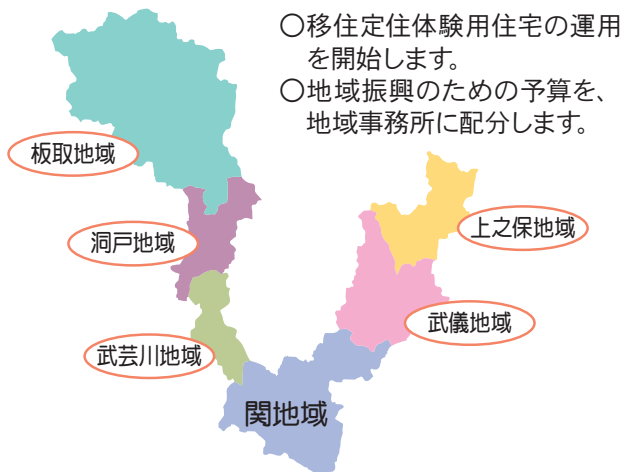 ○移住定住体験用住宅の運用
を開始します。
○地域振興のための予算を、
地域事務所に配分します。
板取地域
洞戸地域
上之保地域
武芸川地域
武儀地域
関地域